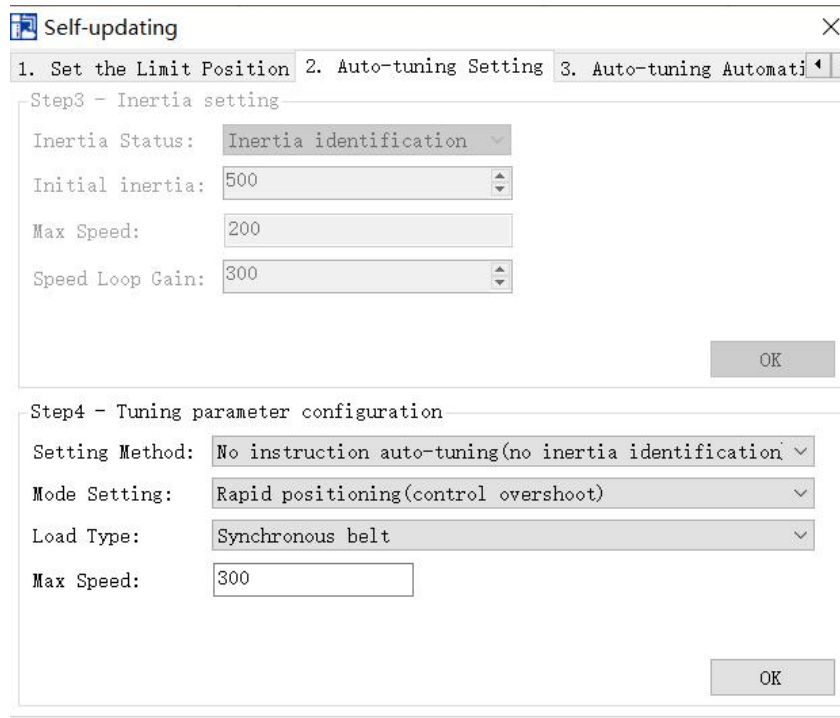 Self-updating
1. Set the Limit Position 2. Auto-tuning Setting 3. Auto-tuning Automati
Step3 - Inertia setting
Inertia Status: Inertia identification
Initial inertia: 500
Max Speed: 200
Speed Loop Gain: 300
OK
Step4 - Tuning parameter configuration
Setting Method: No instruction auto-tuning(no inertia identification
Mode Setting: Rapid positioning(control overshoot)
Load Type: Synchronous belt
Max Speed: 300
OK